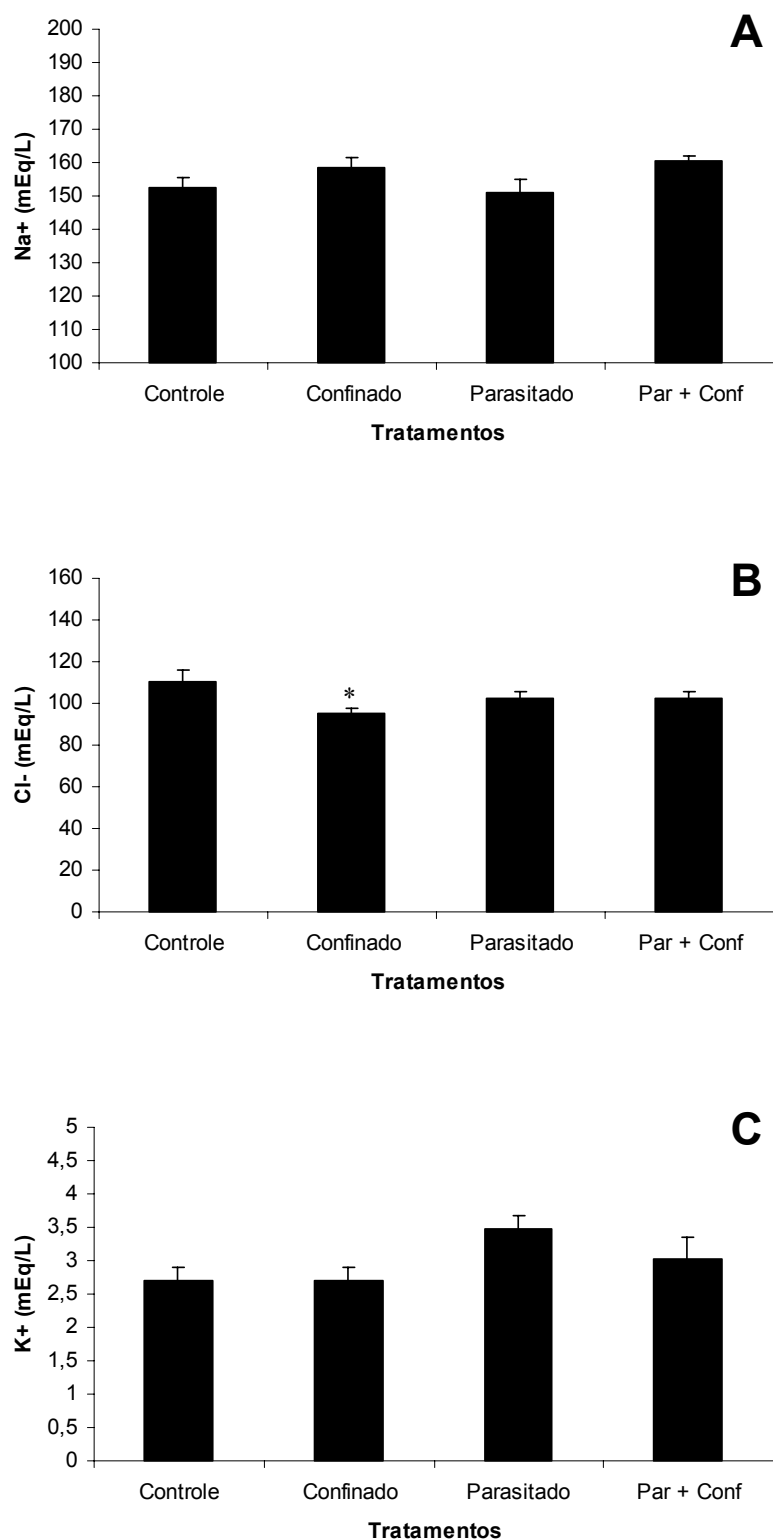 A
200
190
180
170
160
150
140
130
120
110
100
Na+ (mEq/L)
Controle Confinado Parasitado Par + Conf
Tratamentos
B
160
140
120
100
80
60
40
20
0
Cl- (mEq/L)
*
Controle Confinado Parasitado Par + Conf
Tratamentos
C
5
4,5
4
3,5
3
2,5
2
1,5
1
0,5
0
K+ (mEq/L)
Controle Confinado Parasitado Par + Conf
Tratamentos